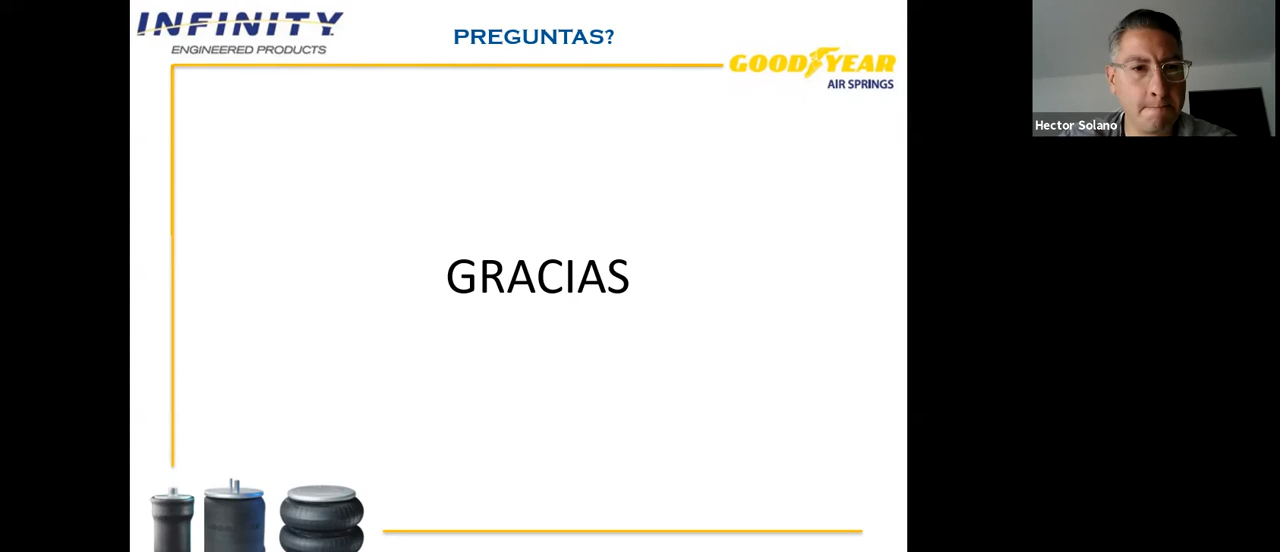 INFINITY
ENGINEERED PRODUCTS
PREGUNTAS?
GOODYEAR
AIR SPRINGS
Hector Solano
GRACIAS